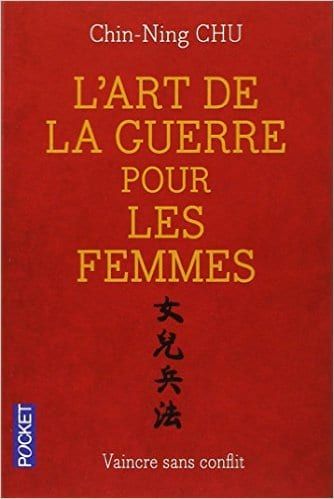 Chin-Ning CHU
L'ART DE
LA GUERRE
POUR
LES
FEMMES
女兒兵法
Vaincre sans conflit
POCKET